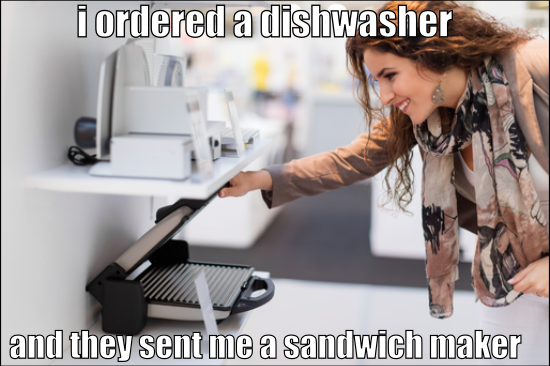 i ordered a dishwasher
and they sent me a sandwich maker